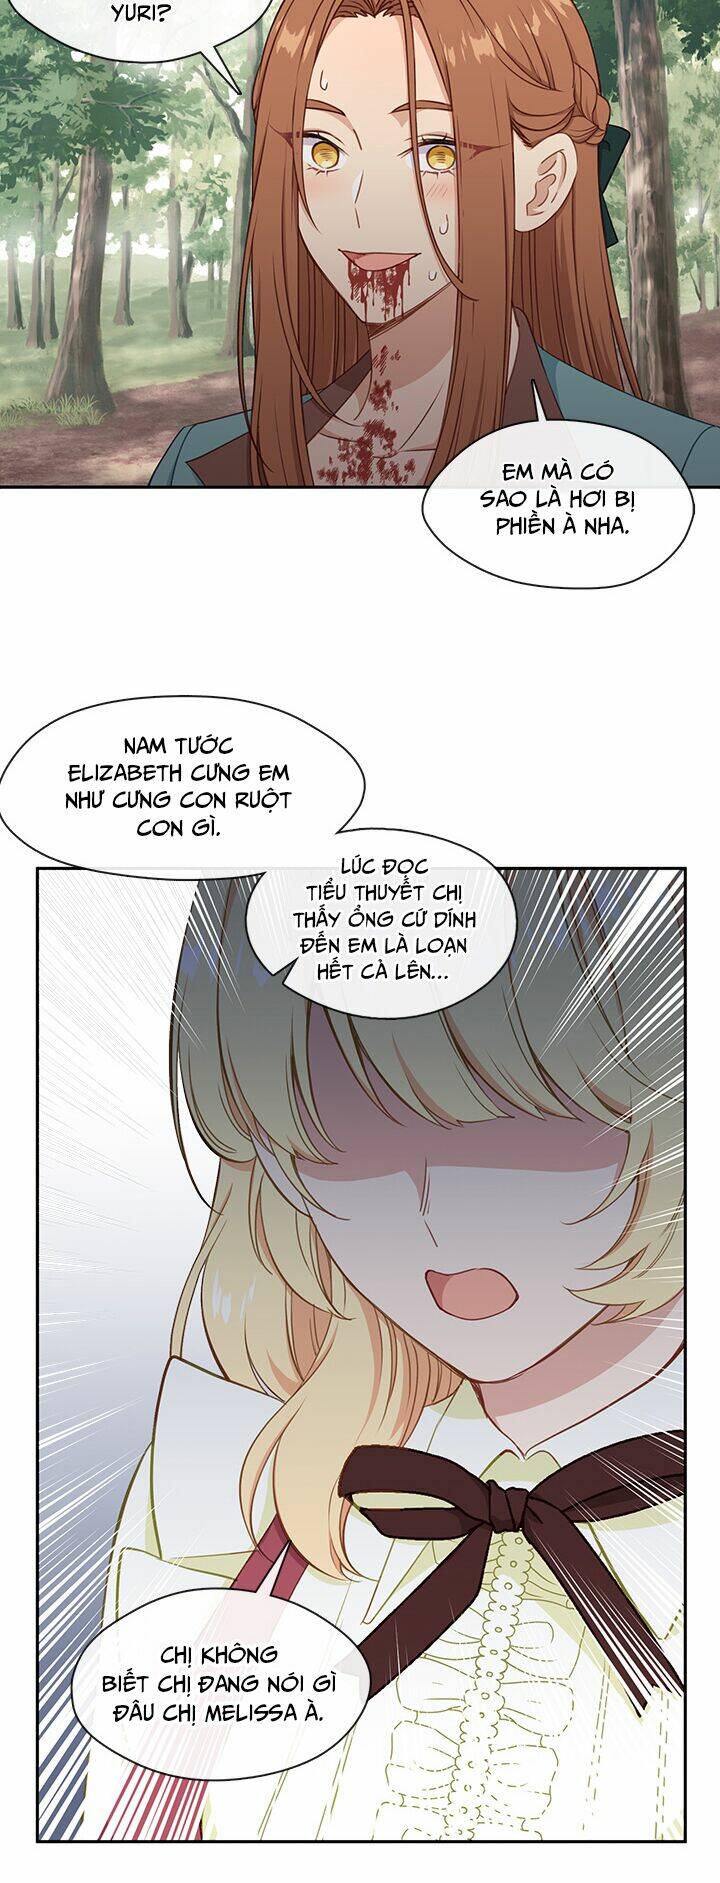 YURI?
EM MÀ CÓ
SAO LÀ HƠI BỊ
PHIỀN À NHA.
NAM TƯỚC
ELIZABETH CƯNG EM
NHƯ CƯNG CON RUỘT
CON GÌ.
LÚC ĐỌC
TIỂU THUYẾT CHỊ
THẤY ỔNG CỨ DÍNH
ĐẾN EM LÀ LOẠN
HẾT CẢ LÊN...
CHỊ KHÔNG
BIẾT CHỊ ĐANG NÓI GÌ
ĐÂU CHỊ MELISSA À.